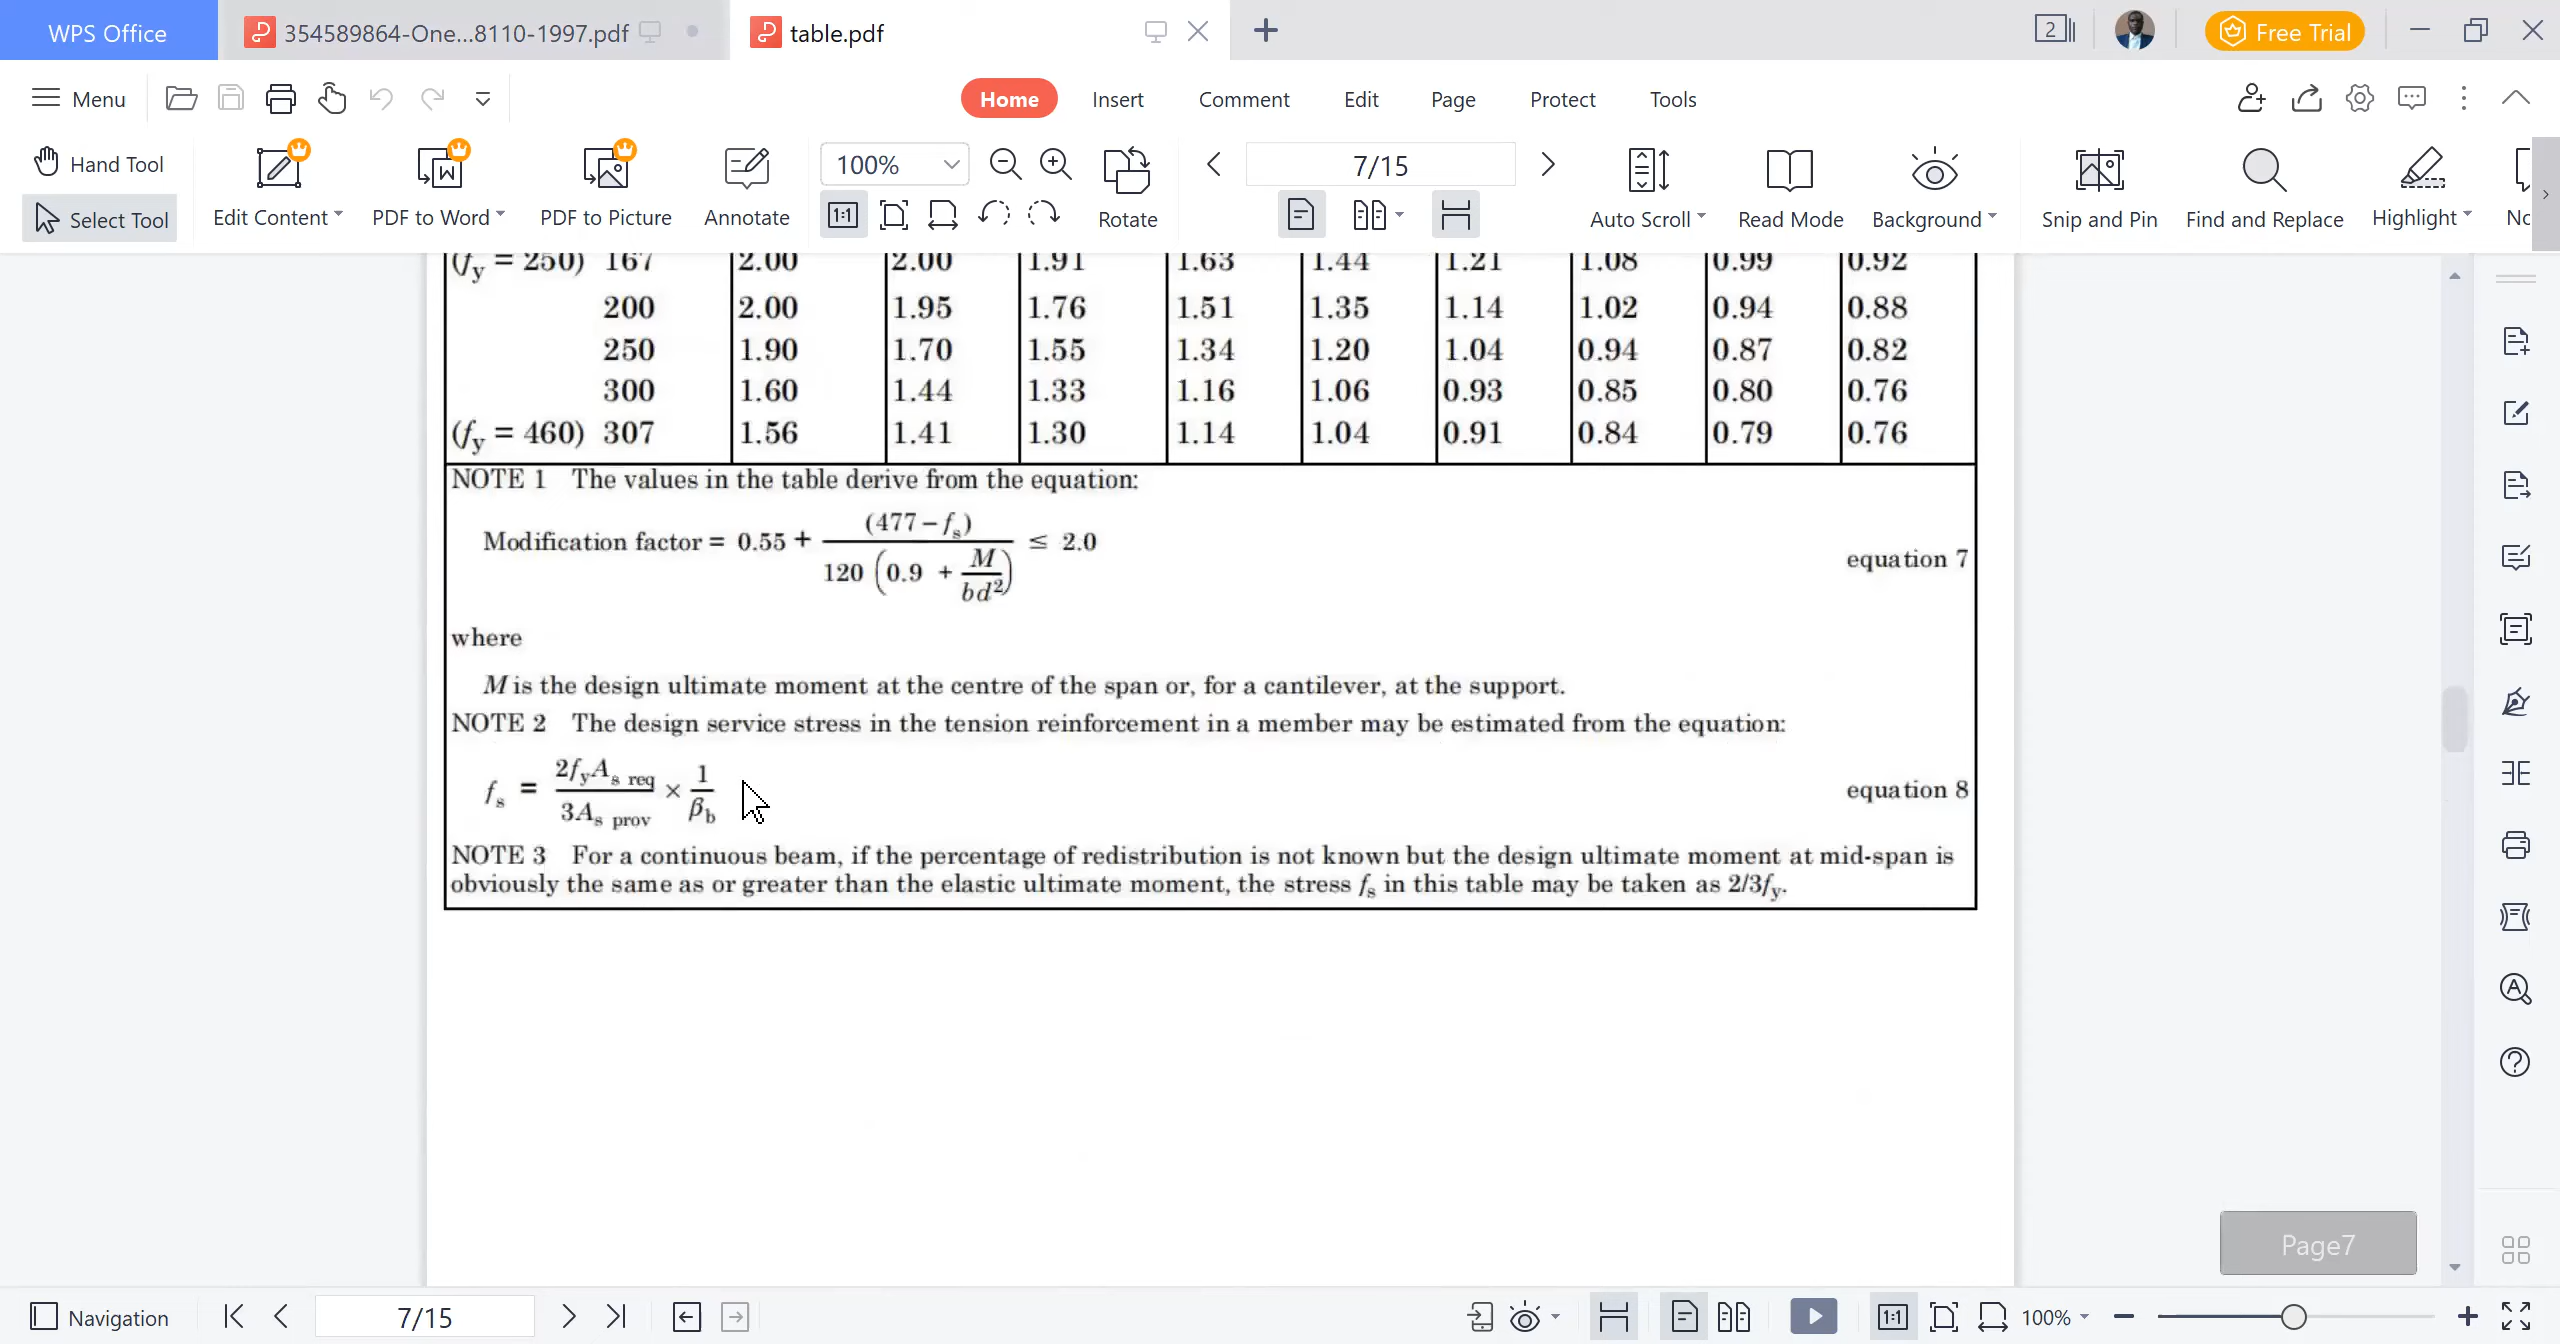 WPS Office 354589864-One...8110-1997.pdf table.pdf 2 Free Trial
Menu Home Insert Comment Edit Page Protect Tools
Hand Tool 100% 7/15
Select Tool Edit Content PDF to Word PDF to Picture Annotate 1:1 Rotate Auto Scroll Read Mode Background Snip and Pin Find and Replace Highlight
(fy = 250) 167 2.00 2.00 1.91 1.63 1.44 1.21 1.08 0.99 0.92
200 2.00 1.95 1.76 1.51 1.35 1.14 1.02 0.94 0.88
250 1.90 1.70 1.55 1.34 1.20 1.04 0.94 0.87 0.82
300 1.60 1.44 1.33 1.16 1.06 0.93 0.85 0.80 0.76
(fy = 460) 307 1.56 1.41 1.30 1.14 1.04 0.91 0.84 0.79 0.76
NOTE 1 The values in the table derive from the equation:
Modification factor = 0.55 + (477 – fs) / 120 (0.9 + M/bd²) ≤ 2.0 equation 7
where
M is the design ultimate moment at the centre of the span or, for a cantilever, at the support.
NOTE 2 The design service stress in the tension reinforcement in a member may be estimated from the equation:
fs = 2fyAs req / 3As prov × 1/βb equation 8
NOTE 3 For a continuous beam, if the percentage of redistribution is not known but the design ultimate moment at mid-span is
obviously the same as or greater than the elastic ultimate moment, the stress fs in this table may be taken as 2/3fy.
Page7
Navigation 7/15 1:1 100%